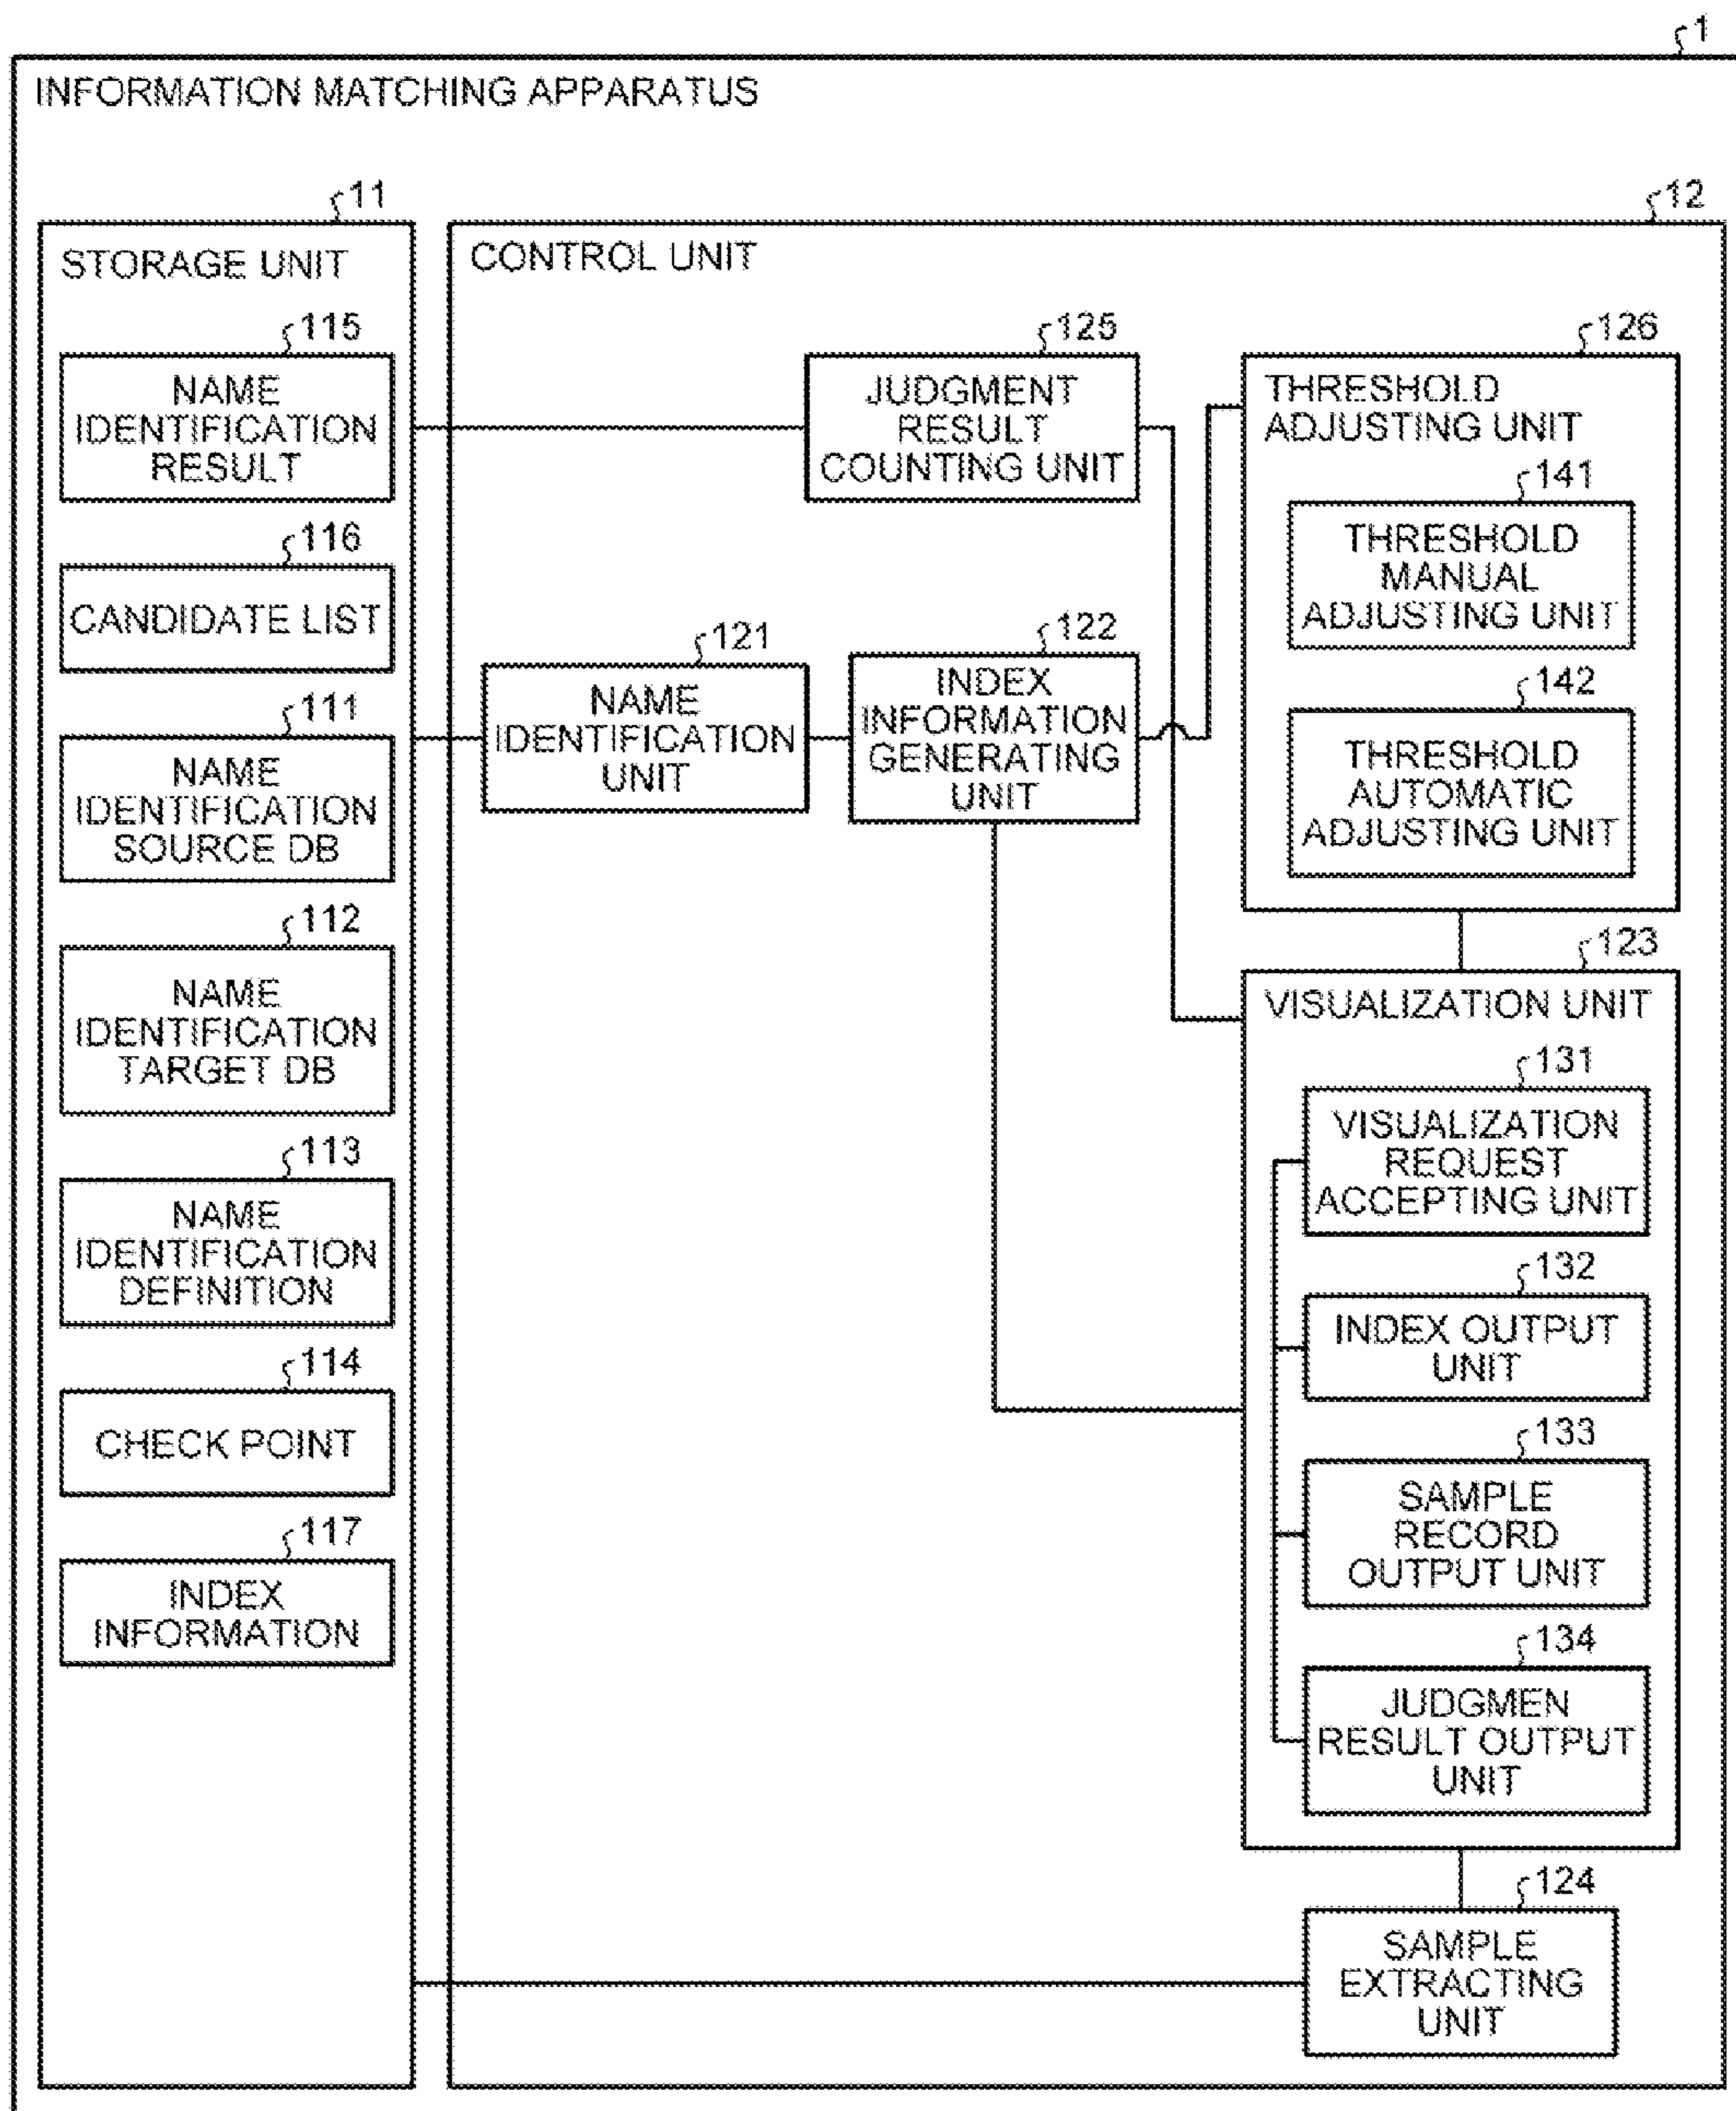 1
INFORMATION MATCHING APPARATUS
11
STORAGE UNIT
115
NAME
IDENTIFICATION
RESULT
116
CANDIDATE LIST
111
NAME
IDENTIFICATION
SOURCE DB
112
NAME
IDENTIFICATION
TARGET DB
113
NAME
IDENTIFICATION
DEFINITION
114
CHECK POINT
117
INDEX
INFORMATION
12
CONTROL UNIT
125
JUDGMENT
RESULT
COUNTING UNIT
121
NAME
IDENTIFICATION
UNIT
122
INDEX
INFORMATION
GENERATING
UNIT
126
THRESHOLD
ADJUSTING UNIT
141
THRESHOLD
MANUAL
ADJUSTING UNIT
142
THRESHOLD
AUTOMATIC
ADJUSTING UNIT
123
VISUALIZATION UNIT
131
VISUALIZATION
REQUEST
ACCEPTING UNIT
132
INDEX OUTPUT
UNIT
133
SAMPLE
RECORD
OUTPUT UNIT
134
JUDGMEN
RESULT OUTPUT
UNIT
124
SAMPLE
EXTRACTING
UNIT